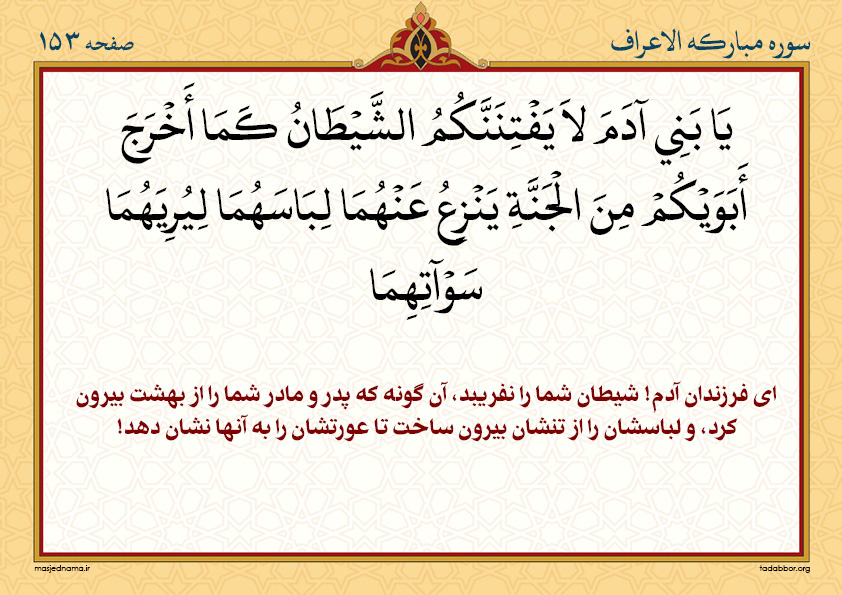 سوره مبارکه الاعراف
صفحه ۱۵۳
يَا بَنِي آدَمَ لاَ يَفْتِنَنَّكُمُ الشَّيْطَانُ كَمَا أَخْرَجَ
أَبَوَيْكُمْ مِنَ الْجَنَّةِ يَنْزِعُ عَنْهُمَا لِبَاسَهُمَا لِيُرِيَهُمَا
سَوْآتِهِمَا
ای فرزندان آدم! شیطان شما را نفریبد، آن گونه که پدر و مادر شما را از بهشت بیرون
کرد، و لباسشان را از تنشان بیرون ساخت تا عورتشان را به آنها نشان دهد!
masjednama.ir
tadabbor.org